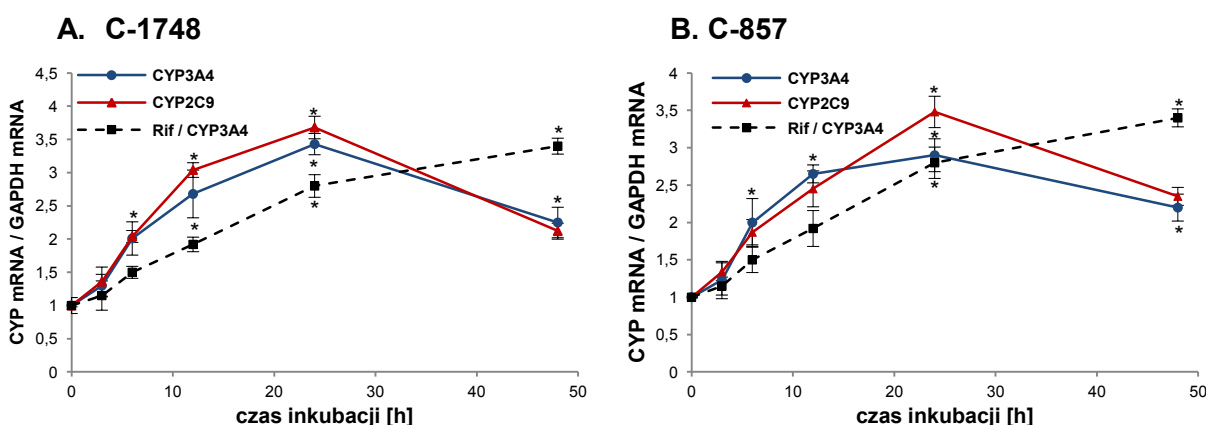 A. C-1748
CYP mRNA / GAPDH mRNA
4,5
4
3,5
3
2,5
2
1,5
1
0,5
0
CYP3A4
CYP2C9
Rif / CYP3A4
*
*
*
*
*
*
*
*
*
0 10 20 30 40 50
czas inkubacji [h]
B. C-857
CYP mRNA / GAPDH mRNA
4
3,5
3
2,5
2
1,5
1
0,5
0
CYP3A4
CYP2C9
Rif / CYP3A4
*
*
*
*
*
*
*
0 10 20 30 40 50
czas inkubacji [h]